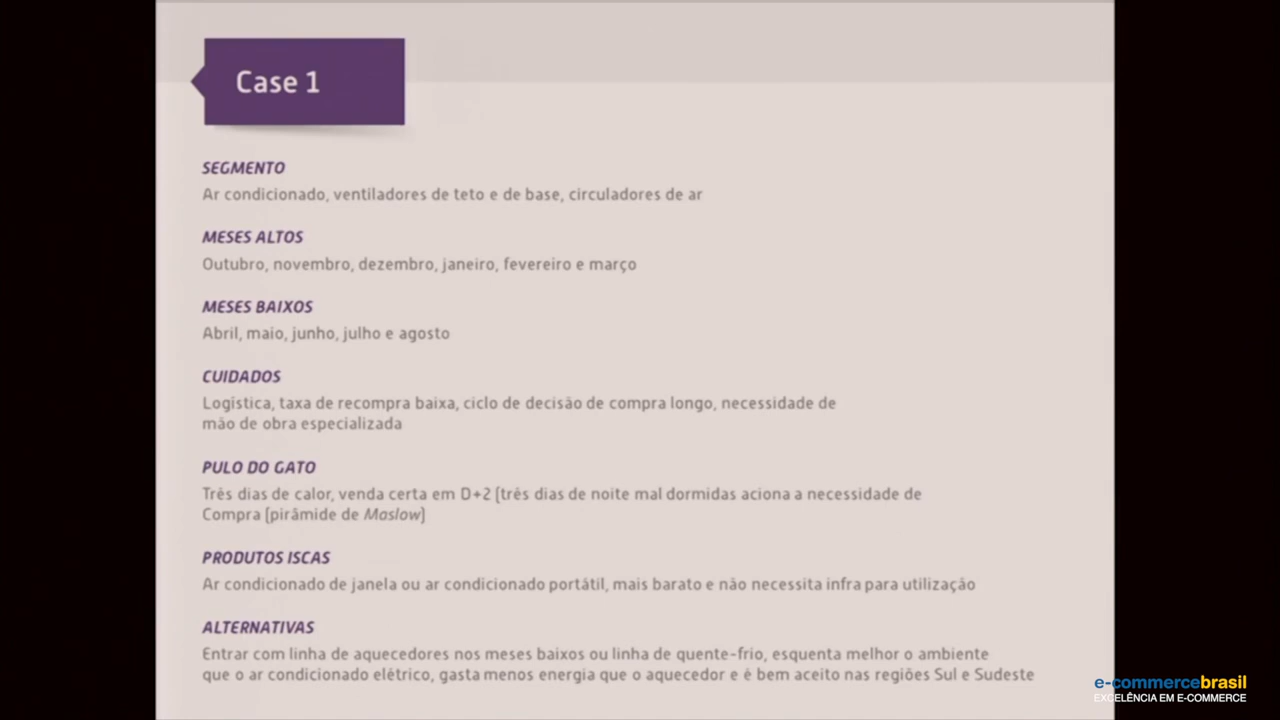 Case 1
SEGMENTO
Ar condicionado, ventiladores de teto e de base, circuladores de ar
MESES ALTOS
Outubro, novembro, dezembro, janeiro, fevereiro e março
MESES BAIXOS
Abril, maio, junho, julho e agosto
CUIDADOS
Logística, taxa de recompra baixa, ciclo de decisão de compra longo, necessidade de
mão de obra especializada
PULO DO GATO
Três dias de calor, venda certa em D+2 (três dias de noite mal dormidas aciona a necessidade de
Compra (pirâmide de Maslow)
PRODUTOS ISCAS
Ar condicionado de janela ou ar condicionado portátil, mais barato e não necessita infra para utilização
ALTERNATIVAS
Entrar com linha de aquecedores nos meses baixos ou linha de quente-frio, esquenta melhor o ambiente
que o ar condicionado elétrico, gasta menos energia que o aquecedor e é bem aceito nas regiões Sul e Sudeste
e-commercebrasil
EXCELÊNCIA EM E-COMMERCE